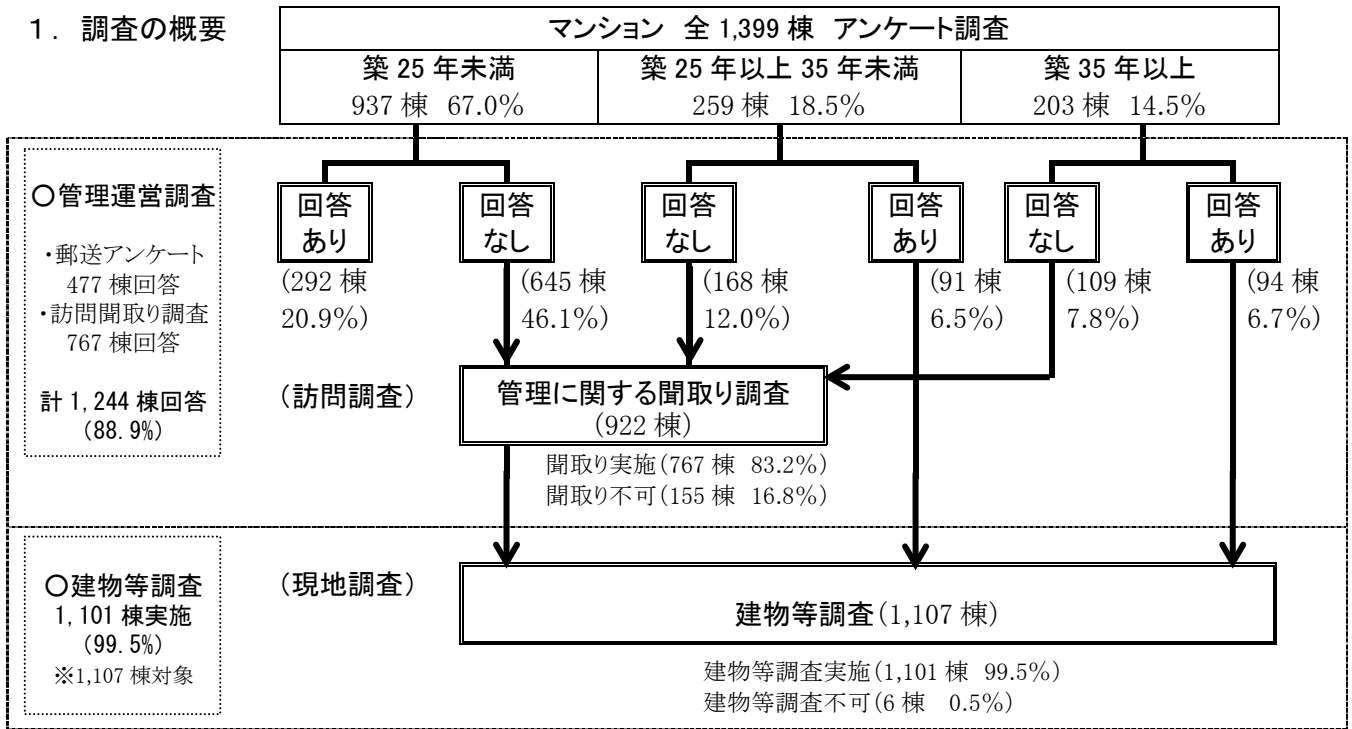 １．調査の概要
マンション 全 1,399 棟 アンケート調査
築 25 年未満
937 棟 67.0%
築 25 年以上 35 年未満
259 棟 18.5%
築 35 年以上
203 棟 14.5%
○管理運営調査
・郵送アンケート
477 棟回答
・訪問聞取り調査
767 棟回答
計 1,244 棟回答
(88.9%)
回答
あり
(292 棟
20.9%)
回答
なし
(645 棟
46.1%)
回答
なし
(168 棟
12.0%)
回答
あり
(91 棟
6.5%)
回答
なし
(109 棟
7.8%)
回答
あり
(94 棟
6.7%)
（訪問調査）
管理に関する聞取り調査
(922 棟)
聞取り実施(767 棟 83.2%)
聞取り不可(155 棟 16.8%)
○建物等調査
1,101 棟実施
(99.5%)
※1,107 棟対象
（現地調査）
建物等調査(1,107 棟)
建物等調査実施(1,101 棟 99.5%)
建物等調査不可(6 棟 0.5%)